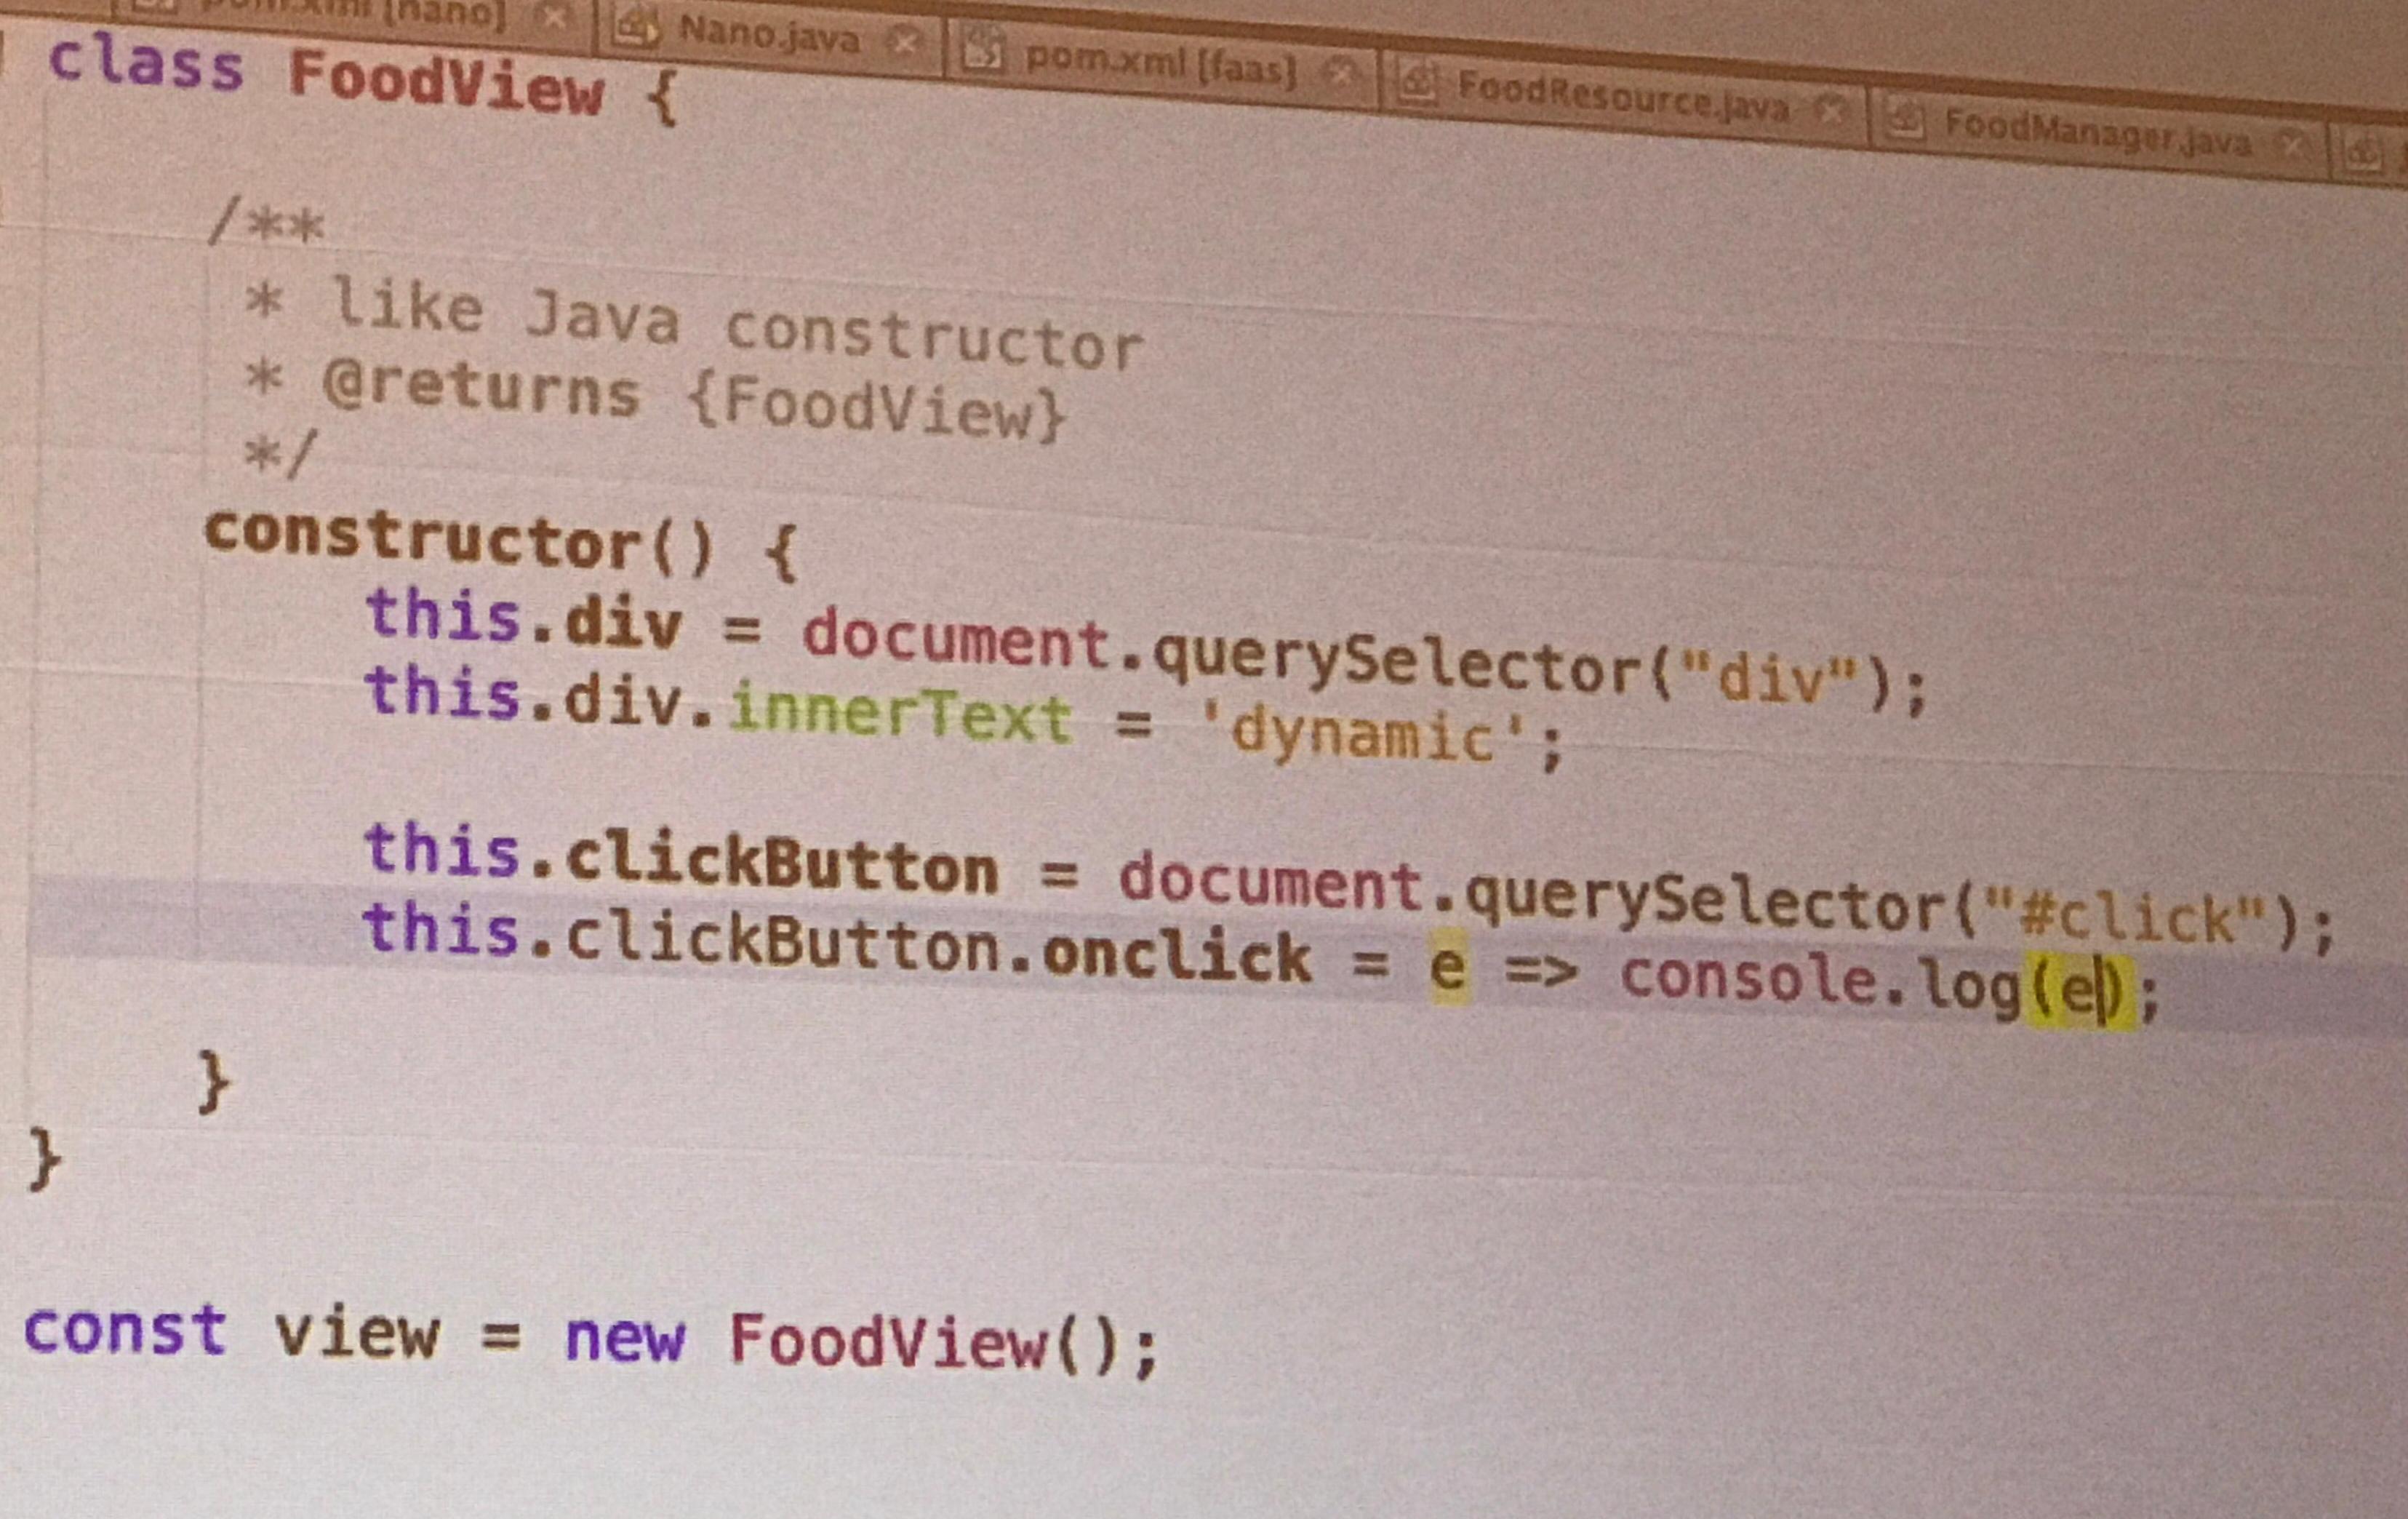 pom.xml [nano] Nano.java pom.xml [faas] FoodResource.java FoodManager.java
class FoodView {
/**
* like Java constructor
* @returns {FoodView}
*/
constructor() {
this.div = document.querySelector("div");
this.div.innerText = 'dynamic';
this.clickButton = document.querySelector("#click");
this.clickButton.onclick = e => console.log(e);
}
}
const view = new FoodView();